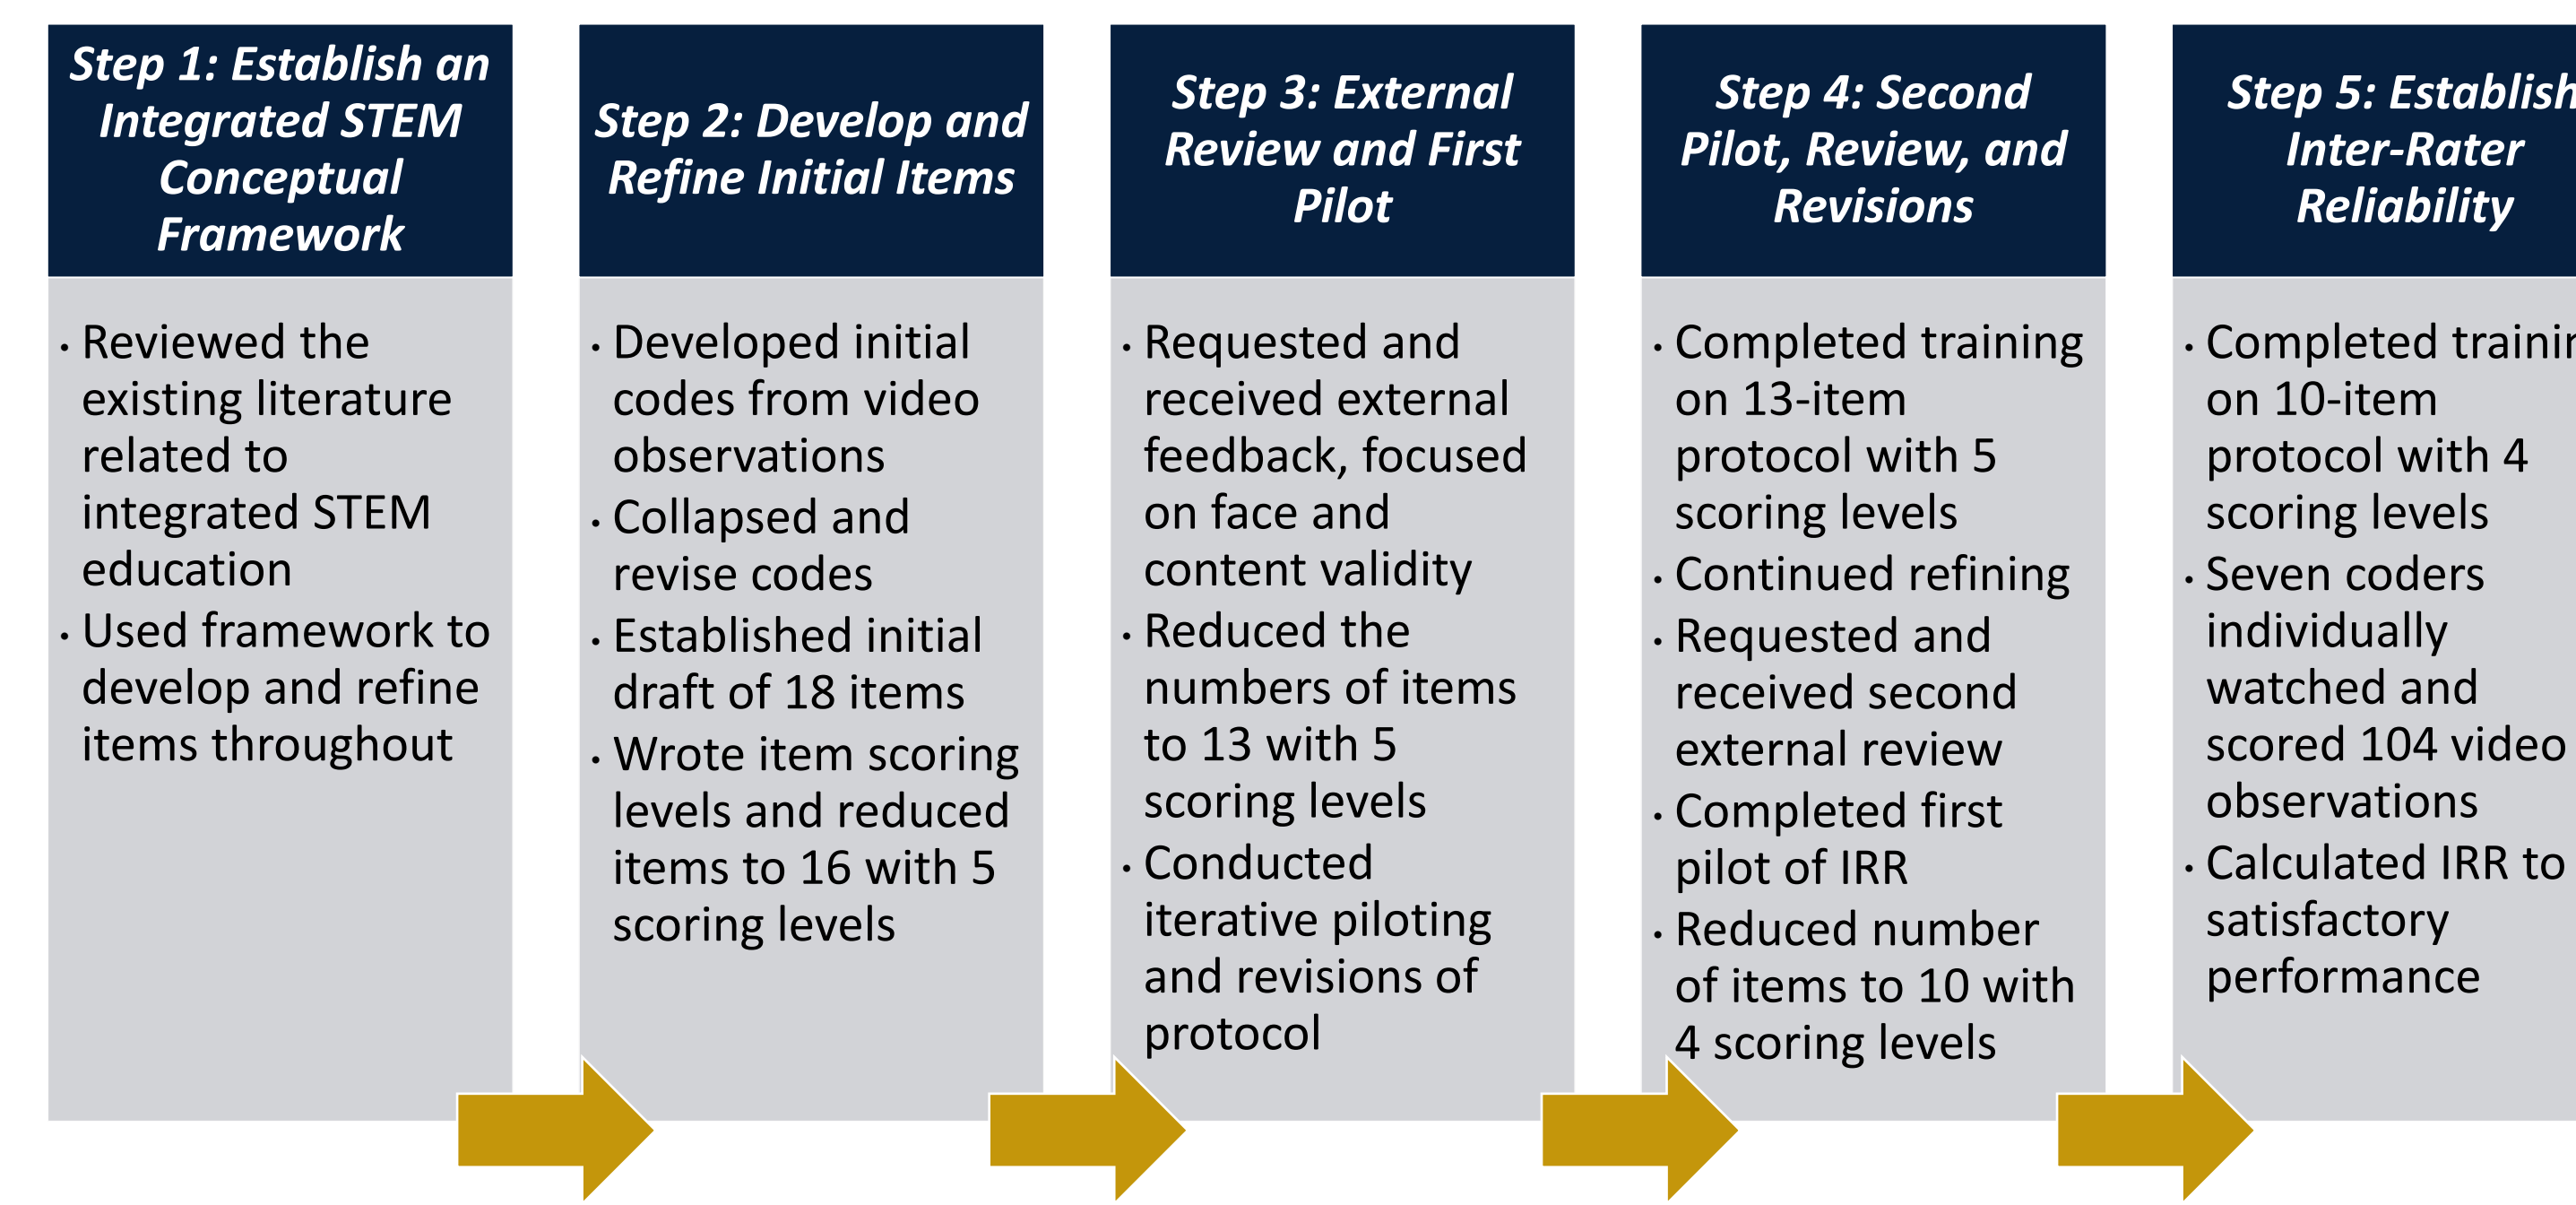 Step 1: Establish an
Integrated STEM
Conceptual
Framework
• Reviewed the
existing literature
related to
integrated STEM
education
• Used framework to
develop and refine
items throughout
Step 2: Develop and
Refine Initial Items
• Developed initial
codes from video
observations
• Collapsed and
revise codes
• Established initial
draft of 18 items
• Wrote item scoring
levels and reduced
items to 16 with 5
scoring levels
Step 3: External
Review and First
Pilot
• Requested and
received external
feedback, focused
on face and
content validity
• Reduced the
numbers of items
to 13 with 5
scoring levels
• Conducted
iterative piloting
and revisions of
protocol
Step 4: Second
Pilot, Review, and
Revisions
• Completed training
on 13-item
protocol with 5
scoring levels
• Continued refining
• Requested and
received second
external review
• Completed first
pilot of IRR
• Reduced number
of items to 10 with
4 scoring levels
Step 5: Establish
Inter-Rater
Reliability
• Completed trainin
on 10-item
protocol with 4
scoring levels
• Seven coders
individually
watched and
scored 104 video
observations
• Calculated IRR to
satisfactory
performance